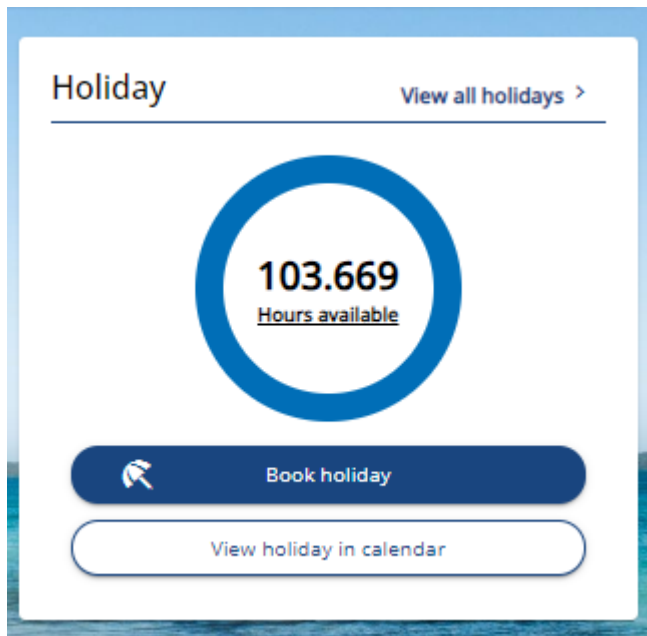 Holiday
View all holidays >
103.669
Hours available
Book holiday
View holiday in calendar